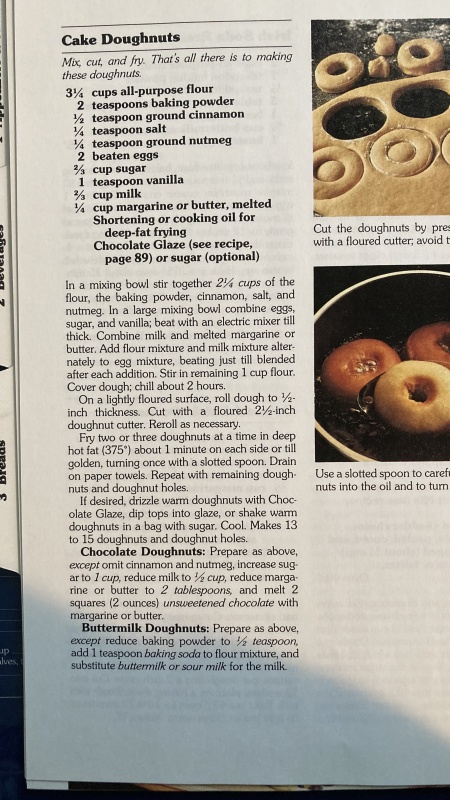 Cake Doughnuts
Mix, cut, and fry. That's all there is to making
these doughnuts.
3¼ cups all-purpose flour
2 teaspoons baking powder
½ teaspoon ground cinnamon
¼ teaspoon salt
¼ teaspoon ground nutmeg
2 beaten eggs
⅔ cup sugar
1 teaspoon vanilla
⅔ cup milk
¼ cup margarine or butter, melted
Shortening or cooking oil for
deep-fat frying
Chocolate Glaze (see recipe,
page 89) or sugar (optional)
In a mixing bowl stir together 2¼ cups of the
flour, the baking powder, cinnamon, salt, and
nutmeg. In a large mixing bowl combine eggs,
sugar, and vanilla; beat with an electric mixer till
thick. Combine milk and melted margarine or
butter. Add flour mixture and milk mixture alter-
nately to egg mixture, beating just till blended
after each addition. Stir in remaining 1 cup flour.
Cover dough; chill about 2 hours.
On a lightly floured surface, roll dough to ½-
inch thickness. Cut with a floured 2½-inch
doughnut cutter. Reroll as necessary.
Fry two or three doughnuts at a time in deep
hot fat (375°) about 1 minute on each side or till
golden, turning once with a slotted spoon. Drain
on paper towels. Repeat with remaining dough-
nuts and doughnut holes.
If desired, drizzle warm doughnuts with Choc-
olate Glaze, dip tops into glaze, or shake warm
doughnuts in a bag with sugar. Cool. Makes 13
to 15 doughnuts and doughnut holes.
Chocolate Doughnuts: Prepare as above,
except omit cinnamon and nutmeg, increase sug-
ar to 1 cup, reduce milk to ½ cup, reduce marga-
rine or butter to 2 tablespoons, and melt 2
squares (2 ounces) unsweetened chocolate with
margarine or butter.
Buttermilk Doughnuts: Prepare as above,
except reduce baking powder to ½ teaspoon,
add 1 teaspoon baking soda to flour mixture, and
substitute buttermilk or sour milk for the milk.
Cut the doughnuts by pres
with a floured cutter; avoid t
Use a slotted spoon to caref
nuts into the oil and to turn
2 Beverages
3 Breads